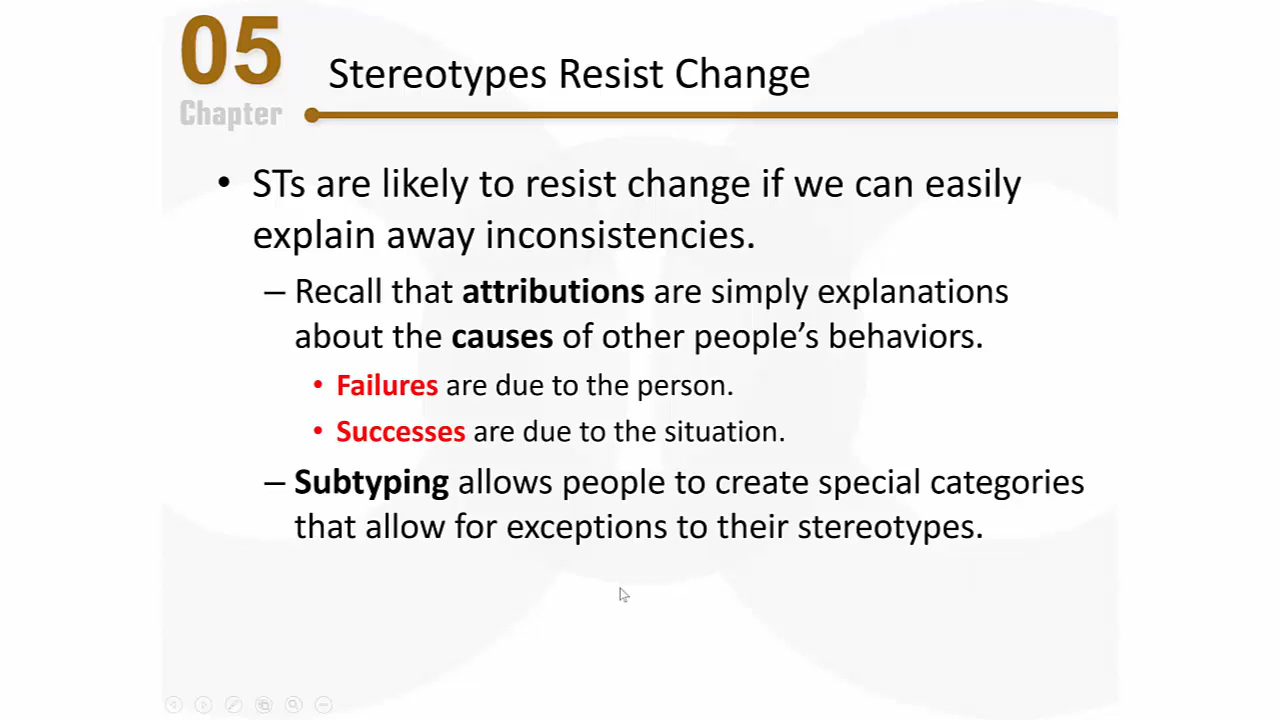 05
Chapter
Stereotypes Resist Change
• STs are likely to resist change if we can easily
explain away inconsistencies.
– Recall that attributions are simply explanations
about the causes of other people’s behaviors.
• Failures are due to the person.
• Successes are due to the situation.
– Subtyping allows people to create special categories
that allow for exceptions to their stereotypes.